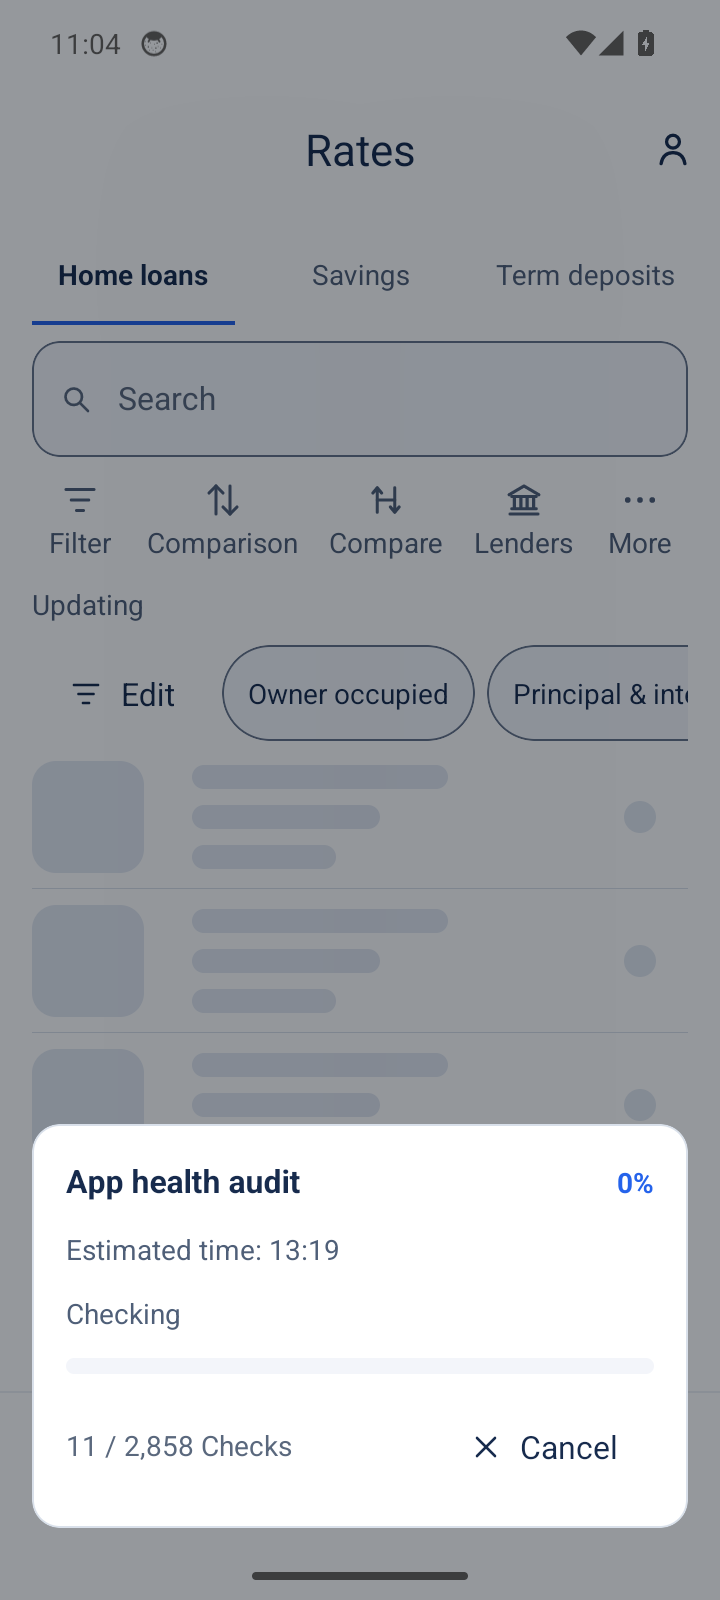 11:04
Rates
Home loans
Savings
Term deposits
Search
Filter
Comparison
Compare
Lenders
More
Updating
Edit
Owner occupied
Principal & inte
App health audit
0%
Estimated time: 13:19
Checking
11 / 2,858 Checks
Cancel